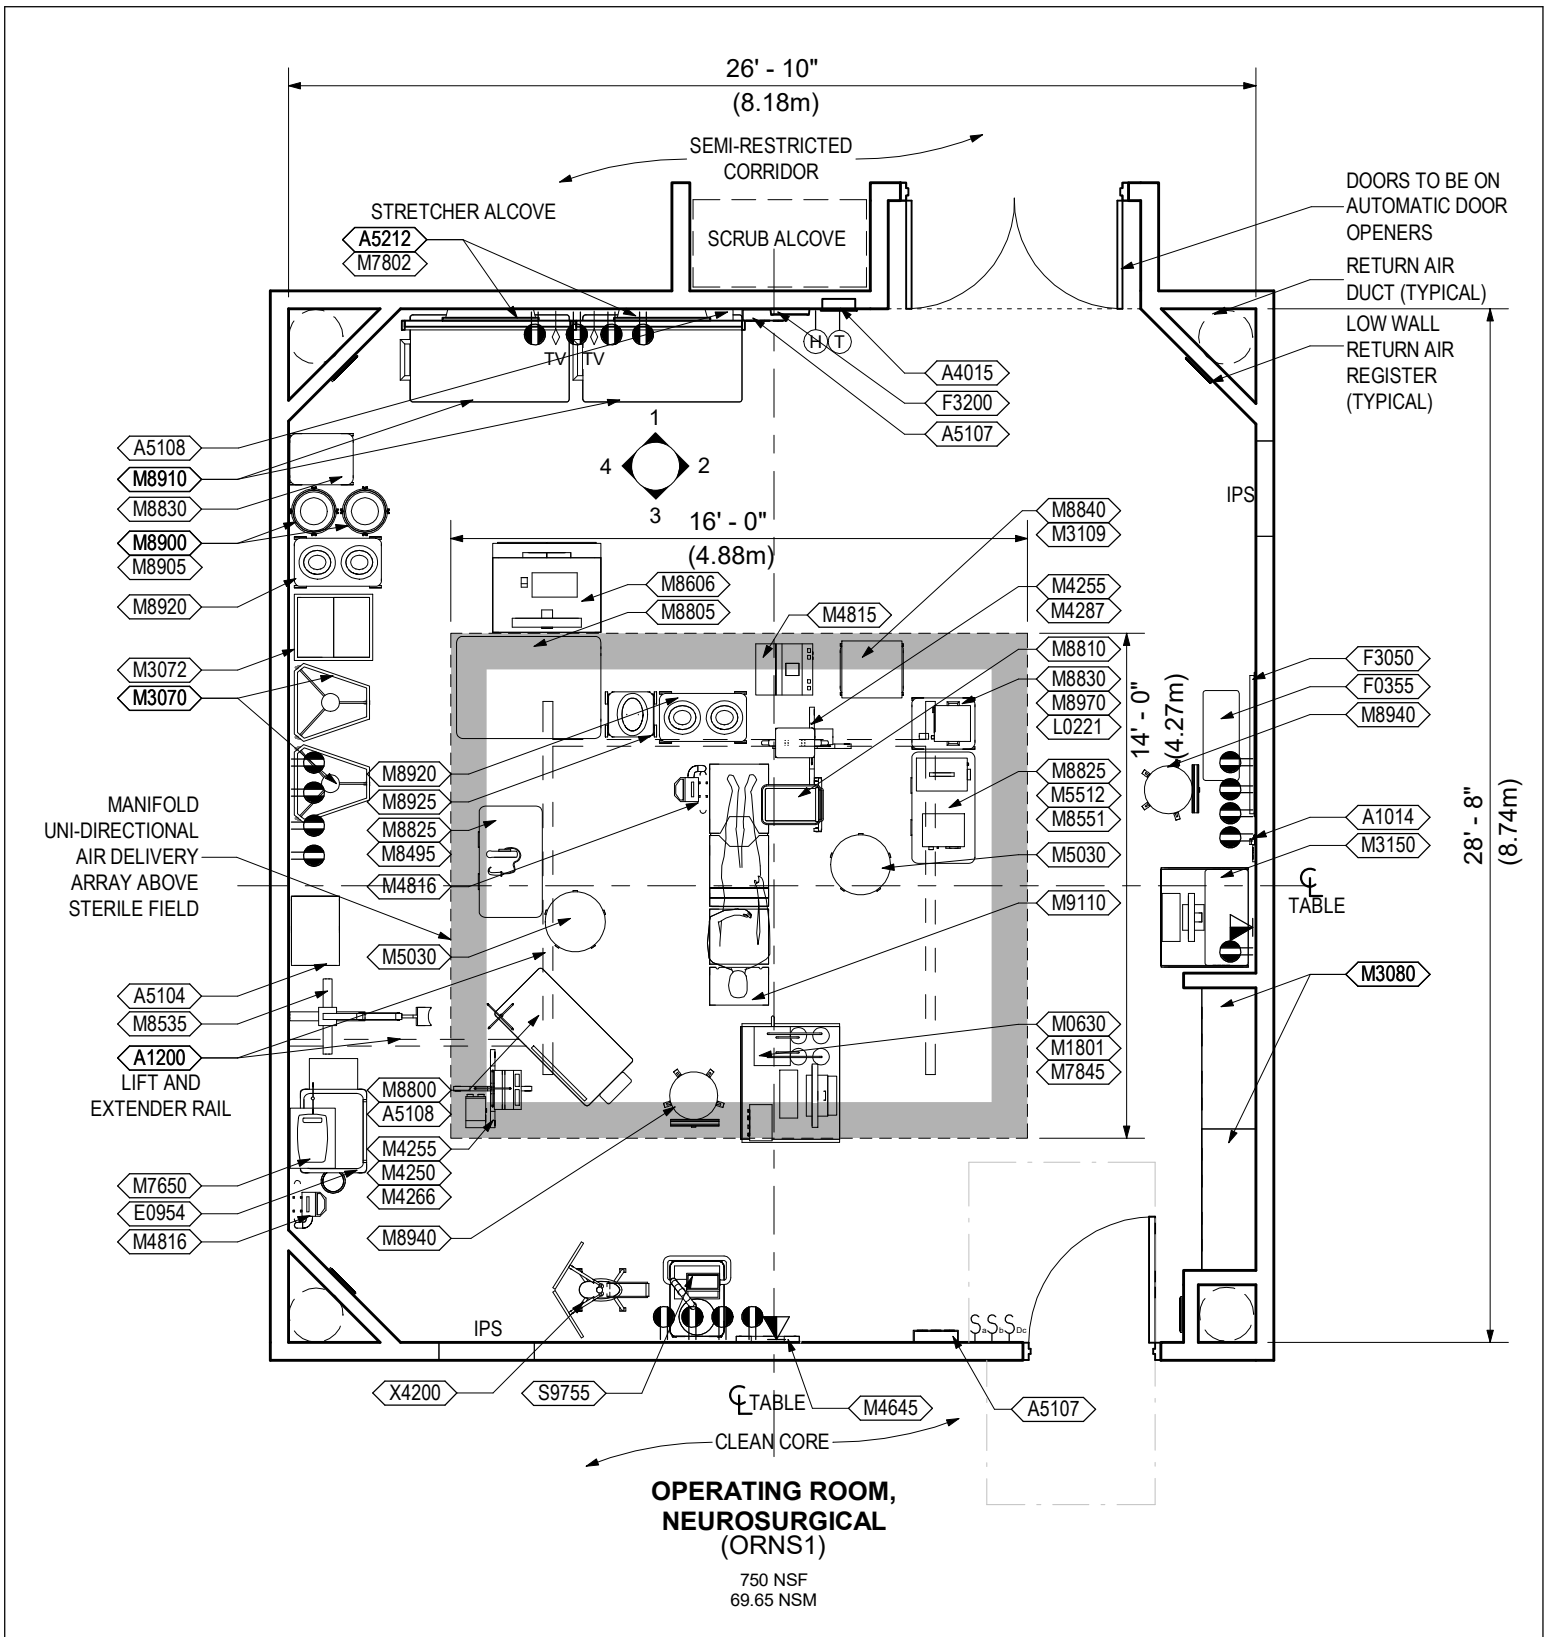 26' - 10"
(8.18m)
SEMI-RESTRICTED
CORRIDOR
STRETCHER ALCOVE
A5212
M7802
SCRUB ALCOVE
DOORS TO BE ON
AUTOMATIC DOOR
OPENERS
RETURN AIR
DUCT (TYPICAL)
LOW WALL
RETURN AIR
REGISTER
(TYPICAL)
TV TV
H T
A4015
F3200
A5107
A5108
M8910
M8830
M8900
M8905
M8920
M3072
M3070
1
4 2
3
IPS
16' - 0"
(4.88m)
M8840
M3109
M8606
M8805
M4815
M4255
M4287
M8810
M8830
M8970
L0221
14' - 0"
(4.27m)
F3050
F0355
M8940
28' - 8"
(8.74m)
M8920
M8925
M8825
M8495
M4816
M8825
M5512
M8551
M5030
A1014
M3150
MANIFOLD
UNI-DIRECTIONAL
AIR DELIVERY
ARRAY ABOVE
STERILE FIELD
M9110
CL
TABLE
M5030
M3080
A5104
M8535
A1200
LIFT AND
EXTENDER RAIL
M0630
M1801
M7845
M8800
A5108
M4255
M4250
M4266
M8940
M7650
E0954
M4816
IPS
SaSbSDc
X4200
S9755
CL TABLE
M4645
A5107
CLEAN CORE
OPERATING ROOM,
NEUROSURGICAL
(ORNS1)
750 NSF
69.65 NSM